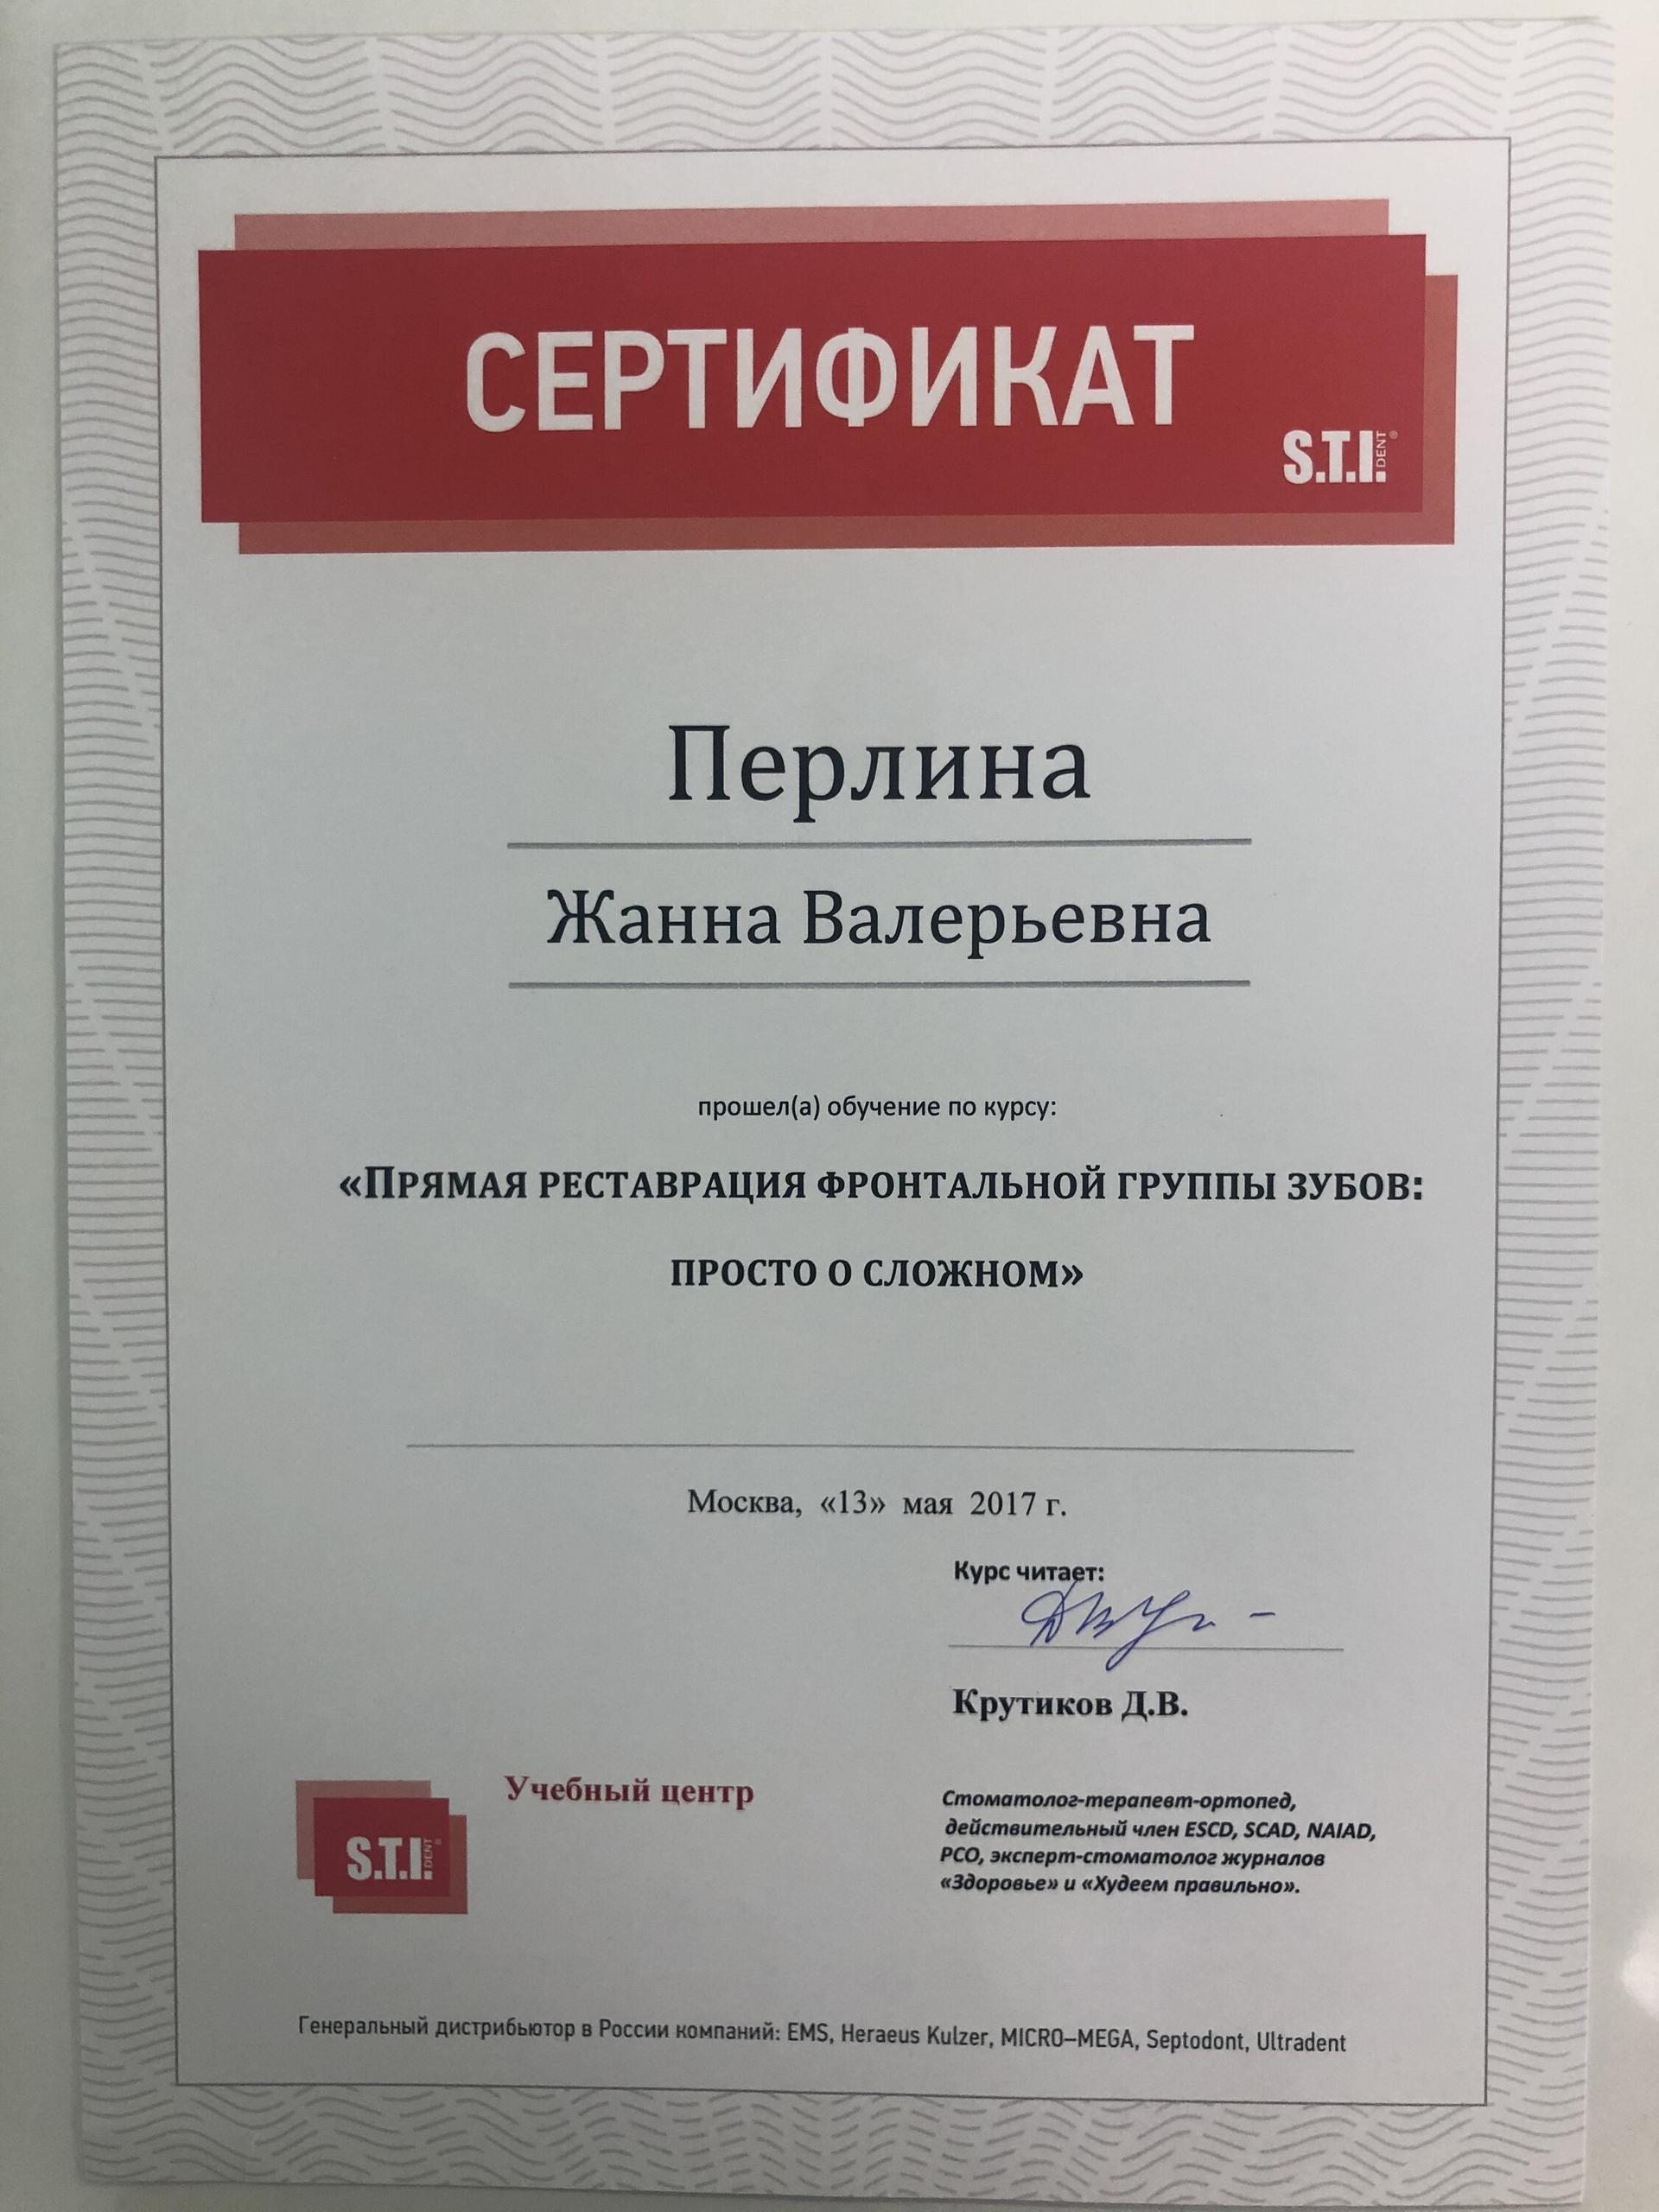 СЕРТИФИКАТ
S.T.I. DENT ®
Перлина
Жанна Валерьевна
прошел(а) обучение по курсу:
«ПРЯМАЯ РЕСТАВРАЦИЯ ФРОНТАЛЬНОЙ ГРУППЫ ЗУБОВ:
ПРОСТО О СЛОЖНОМ»
Москва, «13» мая 2017 г.
Курс читает:
Крутиков Д.В.
Учебный центр
S.T.I. DENT ®
Стоматолог-терапевт-ортопед,
действительный член ESCD, SCAD, NAIAD,
РСО, эксперт-стоматолог журналов
«Здоровье» и «Худеем правильно».
Генеральный дистрибьютор в России компаний: EMS, Heraeus Kulzer, MICRO–MEGA, Septodont, Ultradent